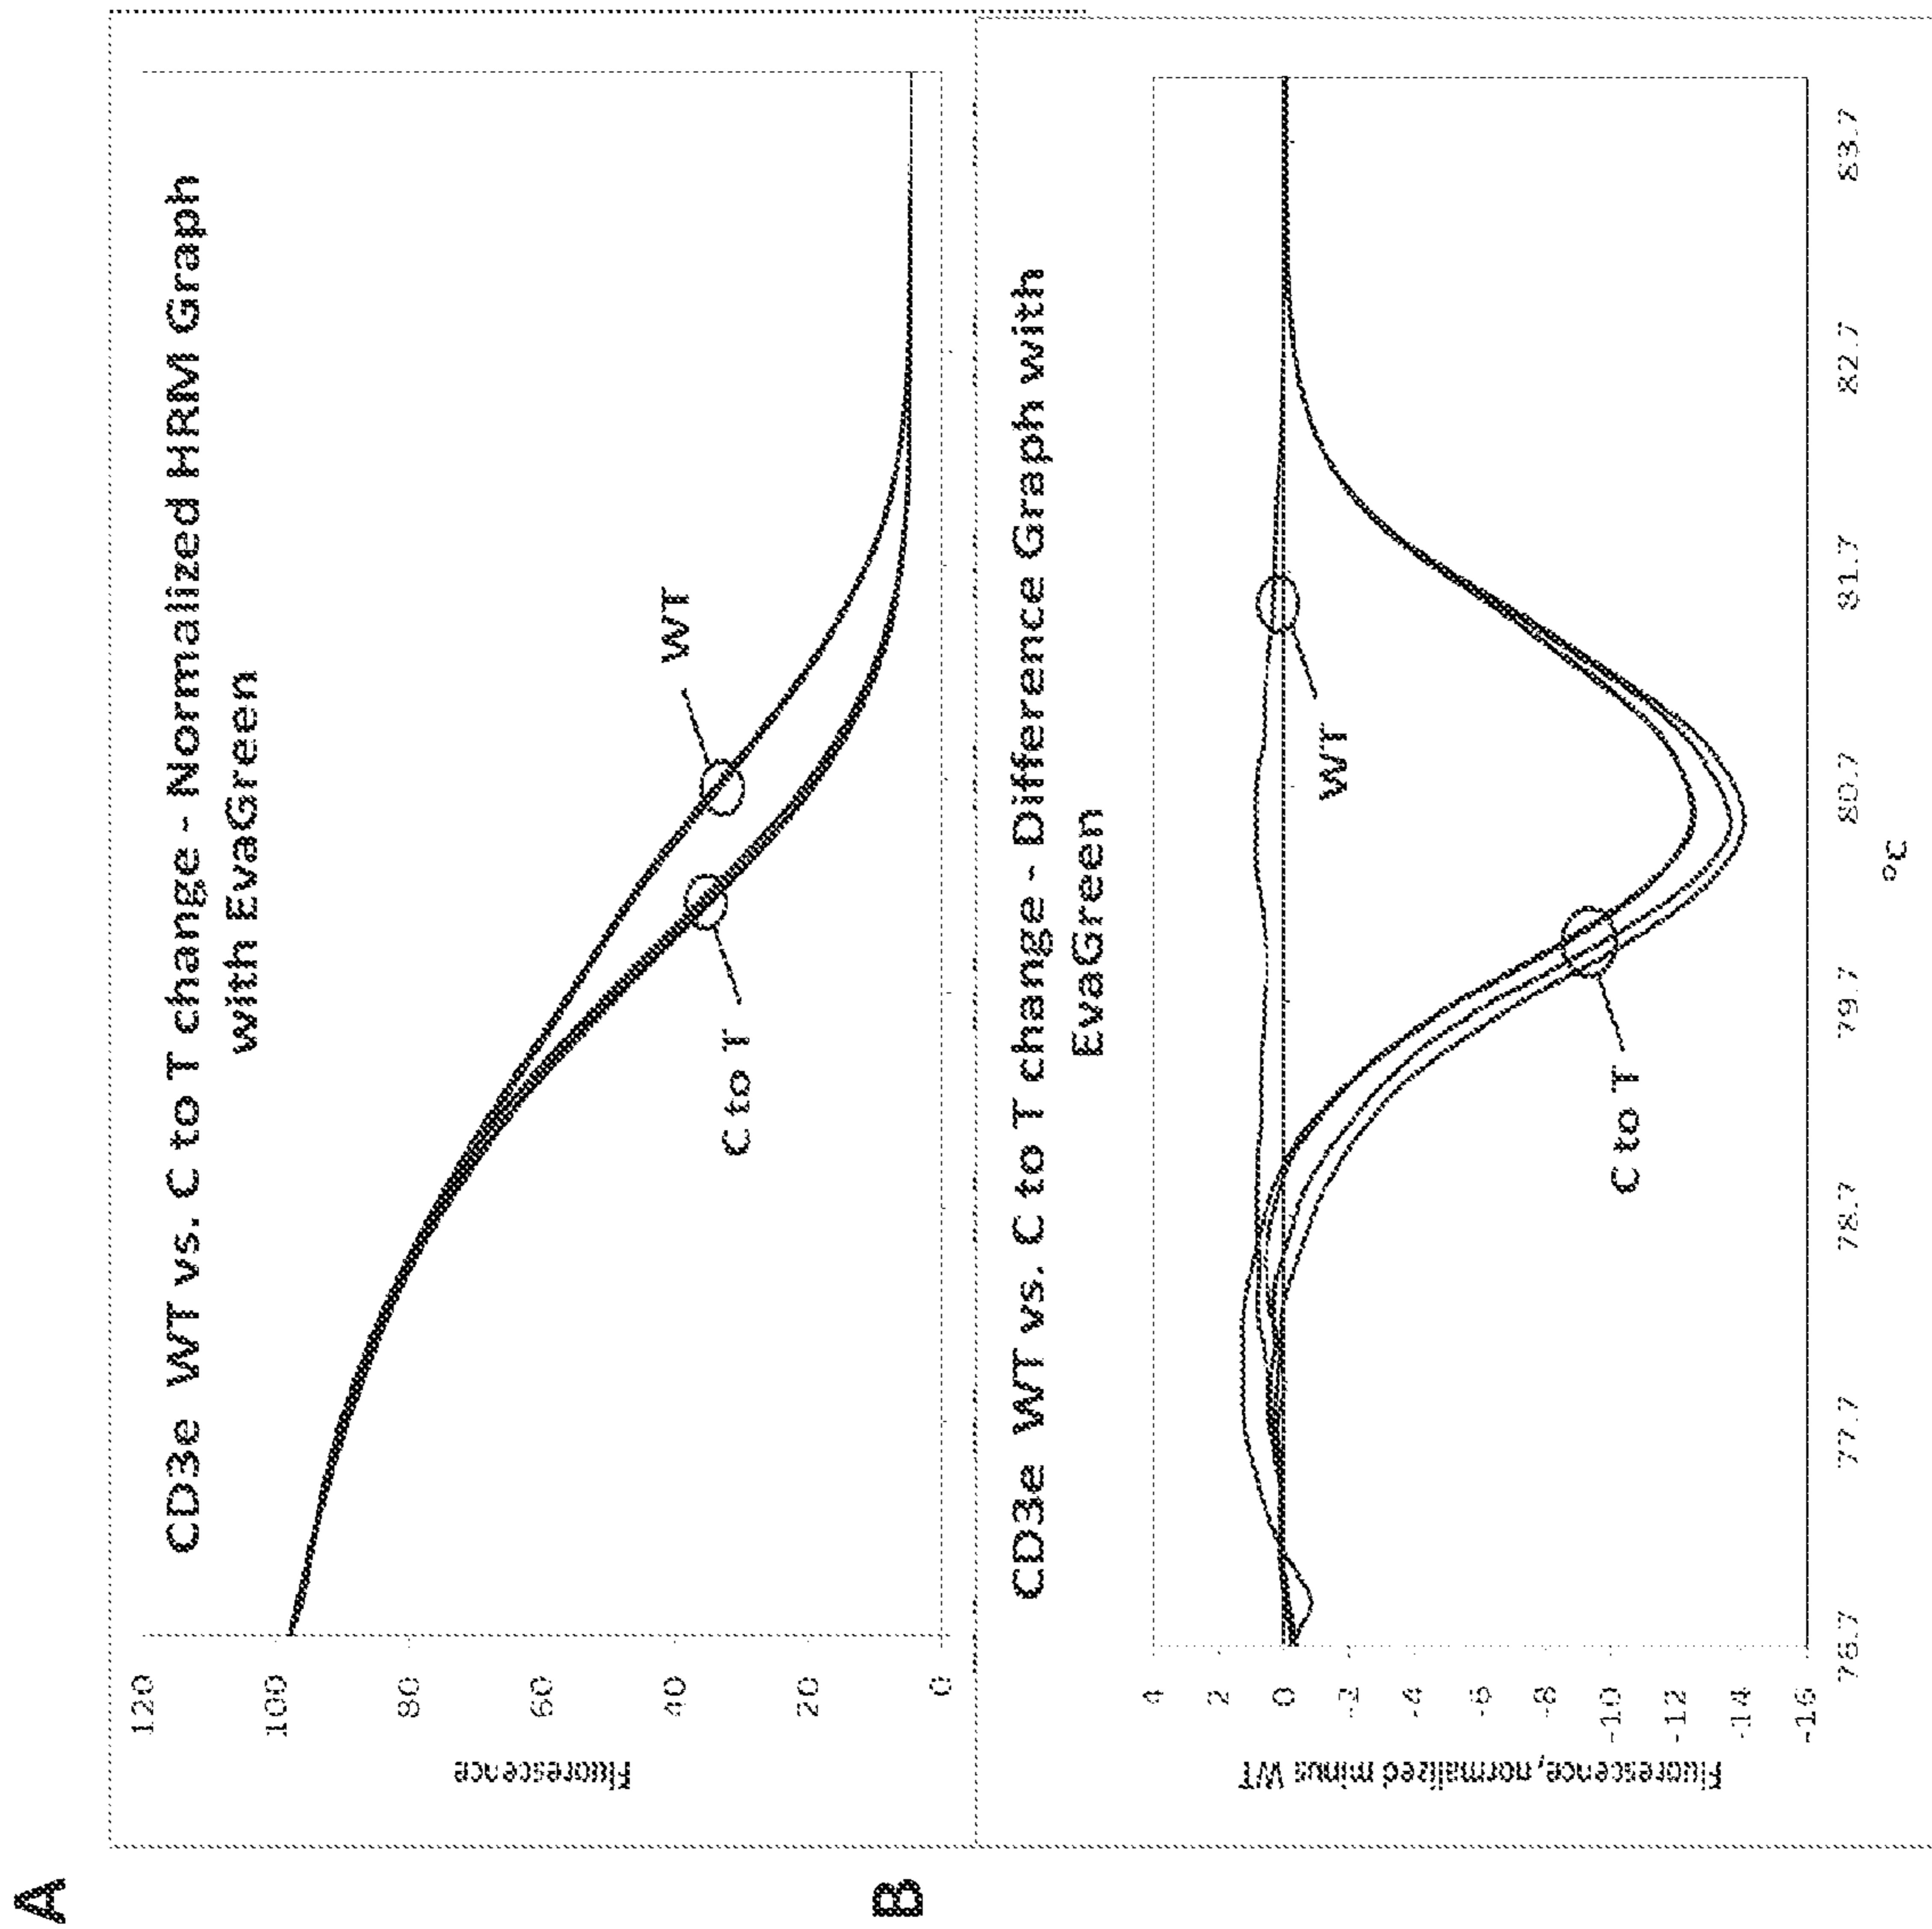 A
CD3e WT vs. C to T change - Normalized HRM Graph
with EvaGreen
120
100
80
60
40
20
0
Fluorescence
WT
C to T
B
CD3e WT vs. C to T change - Difference Graph with
EvaGreen
4
2
0
-2
-4
-6
-8
-10
-12
-14
-16
Fluorescence, normalized minus WT
WT
C to T
76.7
77.7
78.7
79.7
80.7
81.7
82.7
83.7
°C